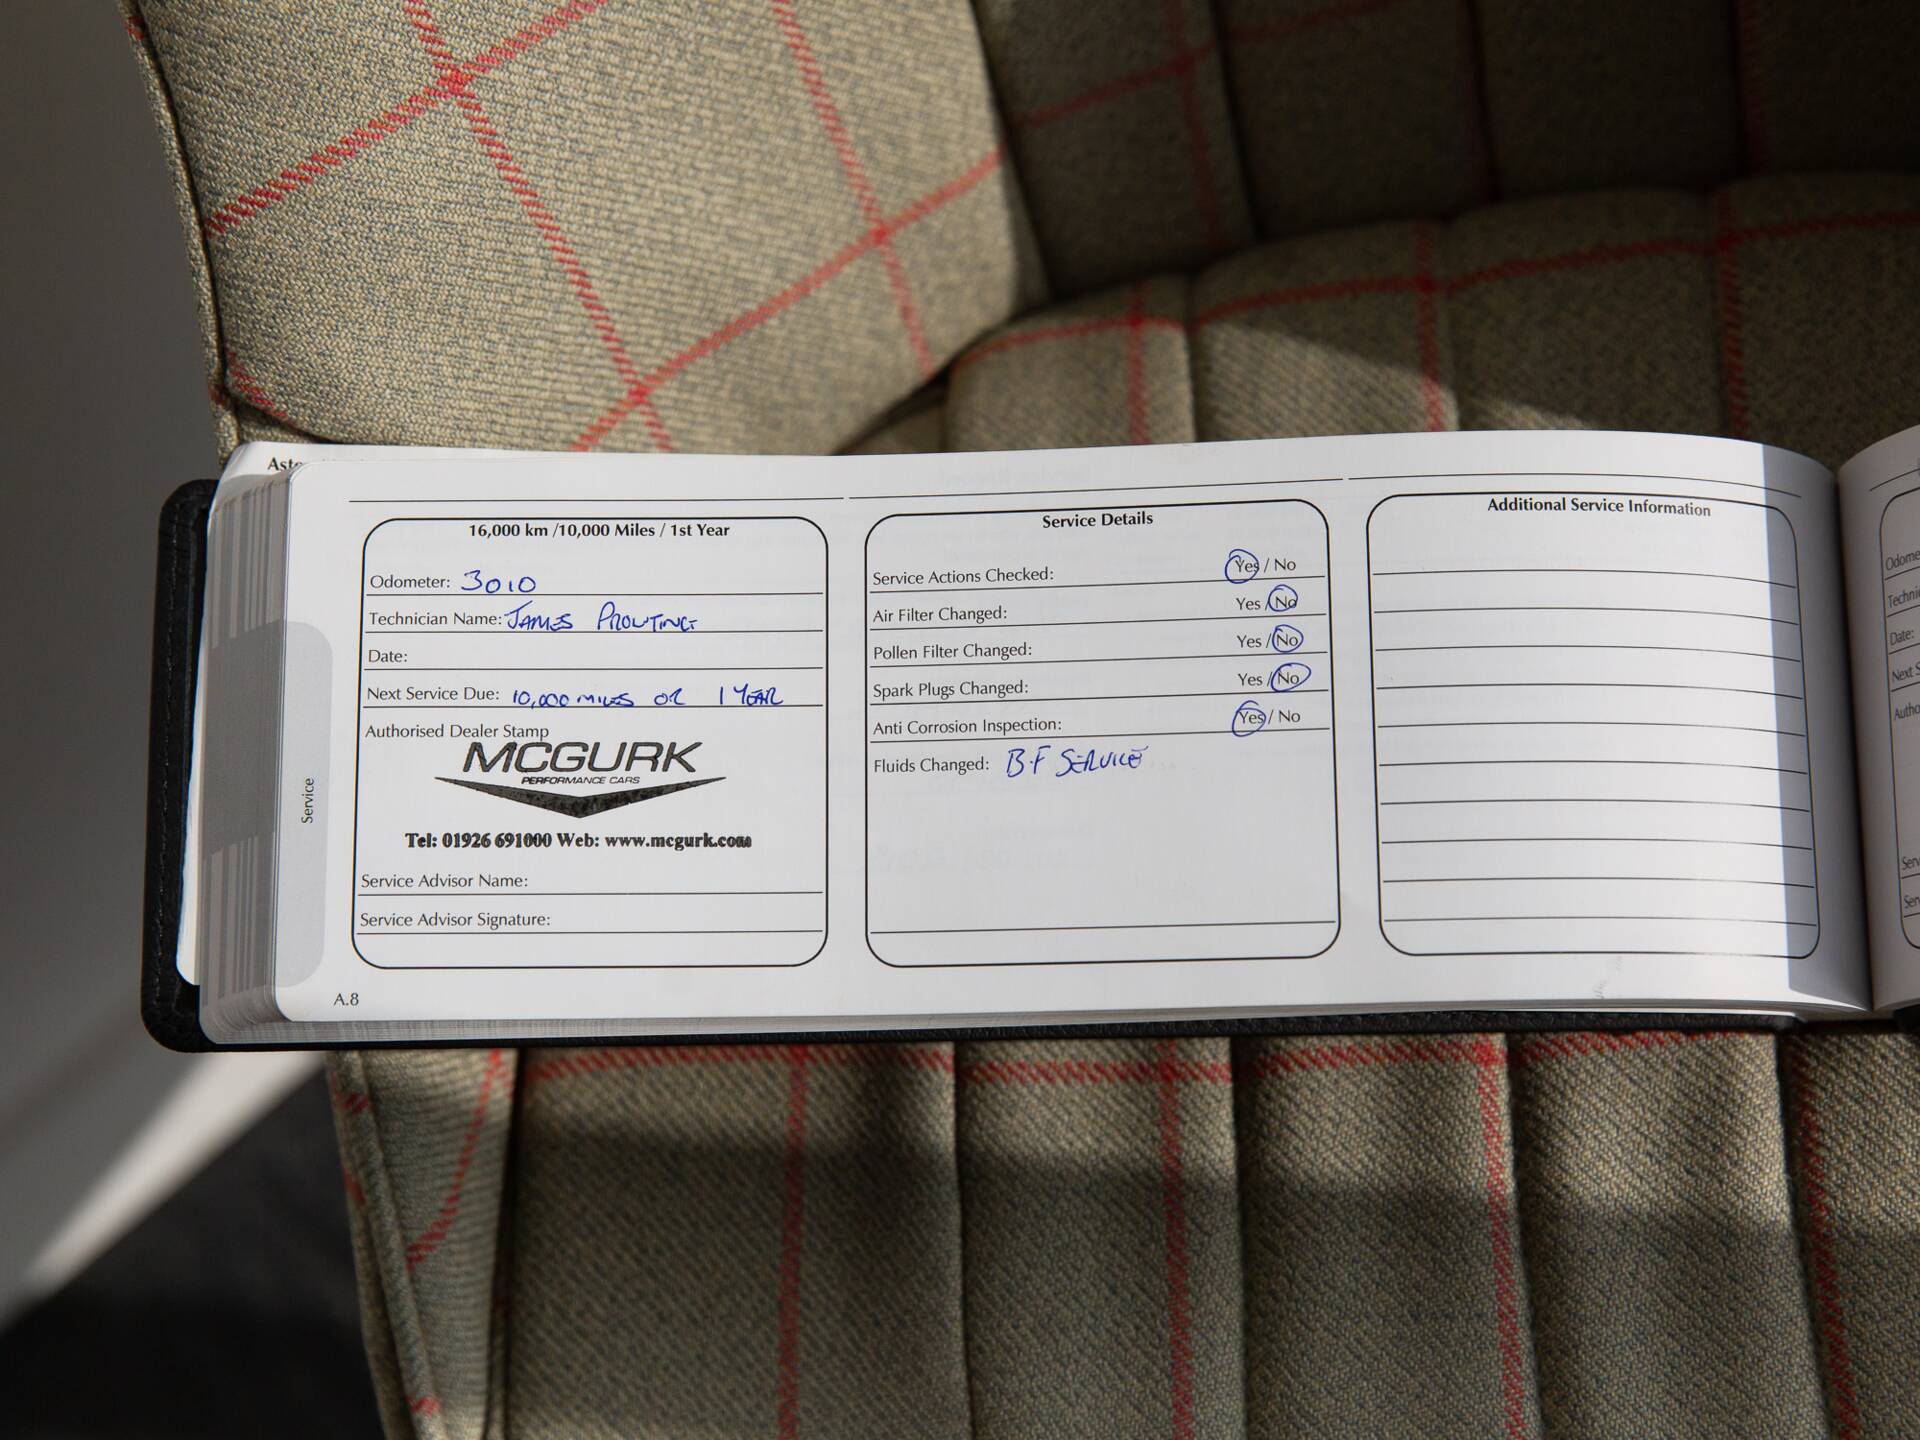 16,000 km /10,000 Miles / 1st Year
Odometer: 3010
Technician Name: JAMES PROUTING
Date:
Next Service Due: 10,000 MILES OR 1 YEAR
Authorised Dealer Stamp
MCGURK
PERFORMANCE CARS
Tel: 01926 691000 Web: www.mcgurk.com
Service Advisor Name:
Service Advisor Signature:
Service Details
Service Actions Checked: Yes / No
Air Filter Changed: Yes / No
Pollen Filter Changed: Yes / No
Spark Plugs Changed: Yes / No
Anti Corrosion Inspection: Yes / No
Fluids Changed: B.F SERVICE
Additional Service Information
Service
A.8
Date: